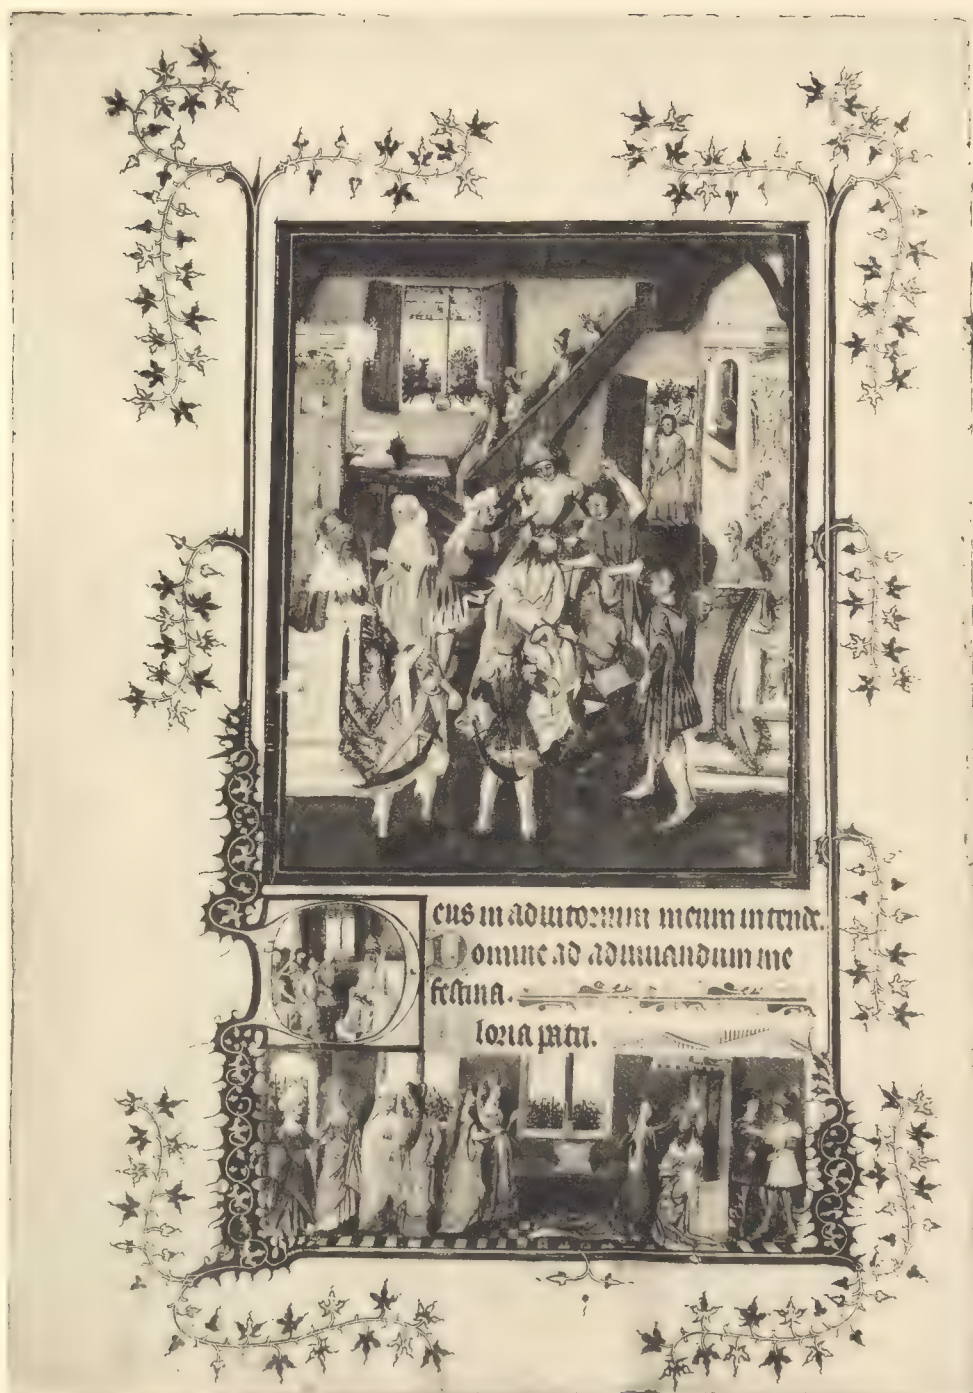 eus in adiutorium meum intende.
Domine ad adiuuandum me
festina.
loria patri.